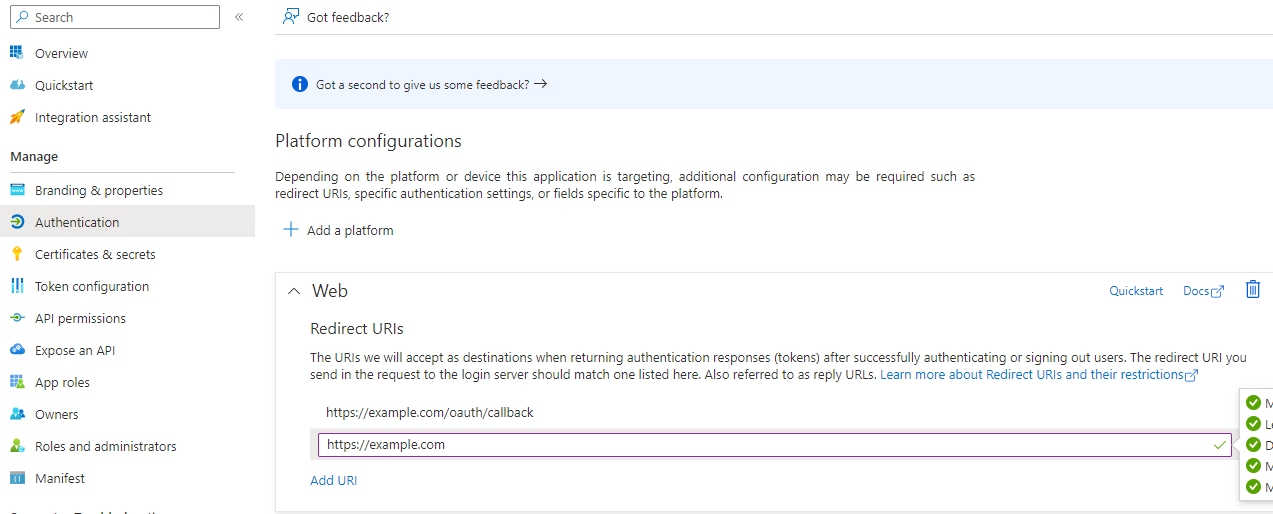 Search
Got feedback?
Overview
Quickstart
Integration assistant
Manage
Branding & properties
Authentication
Certificates & secrets
Token configuration
API permissions
Expose an API
App roles
Owners
Roles and administrators
Manifest
Got a second to give us some feedback?
Platform configurations
Depending on the platform or device this application is targeting, additional configuration may be required such as
redirect URIs, specific authentication settings, or fields specific to the platform.
Add a platform
Web
Quickstart
Docs
Redirect URIs
The URIs we will accept as destinations when returning authentication responses (tokens) after successfully authenticating or signing out users. The redirect URI you
send in the request to the login server should match one listed here. Also referred to as reply URLs. Learn more about Redirect URIs and their restrictions
https://example.com/oauth/callback
https://example.com
Add URI